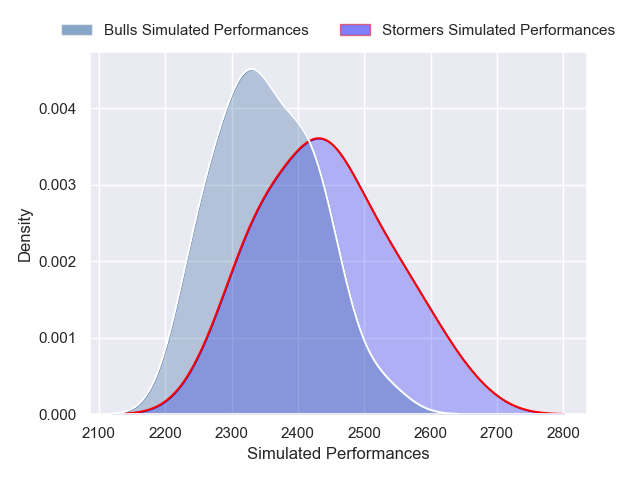 Bulls Simulated Performances Stormers Simulated Performances
0.004
0.003
0.002
0.001
0.000
Density
2100 2200 2300 2400 2500 2600 2700 2800
Simulated Performances